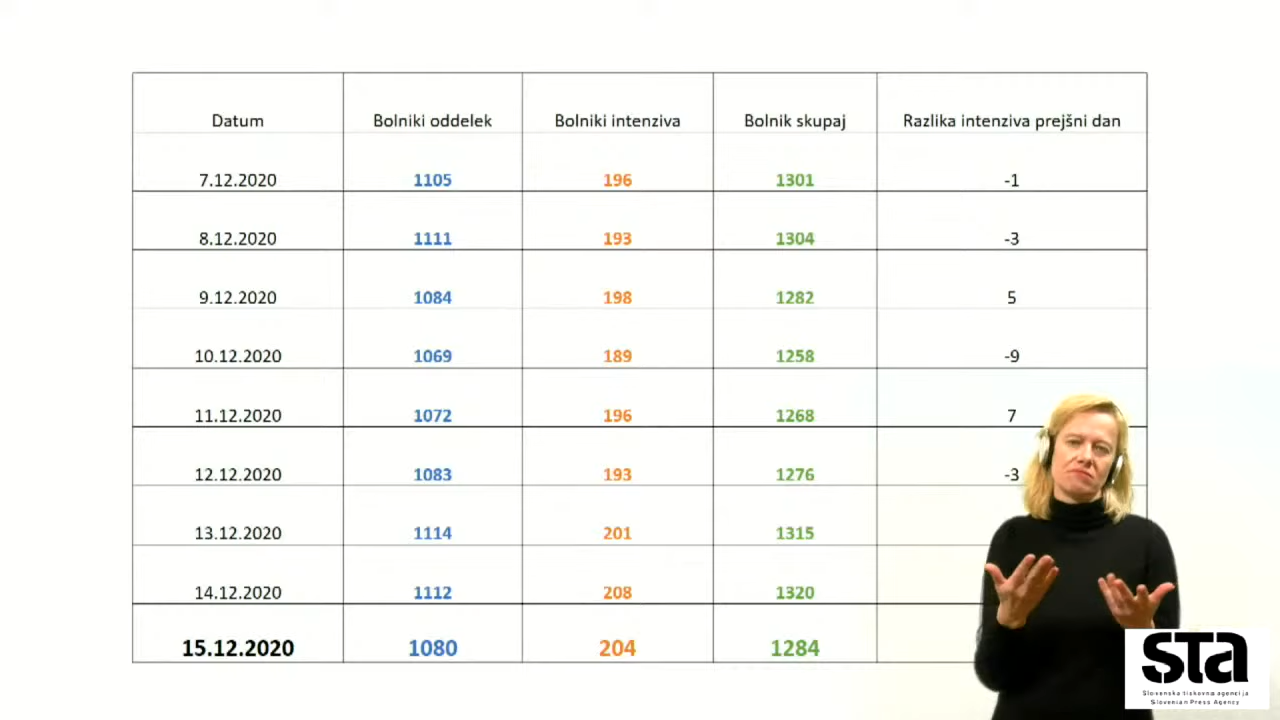 Datum Bolniki oddelek Bolniki intenziva Bolnik skupaj Razlika intenziva prejšni dan
7.12.2020 1105 196 1301 -1
8.12.2020 1111 193 1304 -3
9.12.2020 1084 198 1282 5
10.12.2020 1069 189 1258 -9
11.12.2020 1072 196 1268 7
12.12.2020 1083 193 1276 -3
13.12.2020 1114 201 1315
14.12.2020 1112 208 1320
15.12.2020 1080 204 1284
sta
Slovenska tiskovna agencija
Slovenian Press Agency